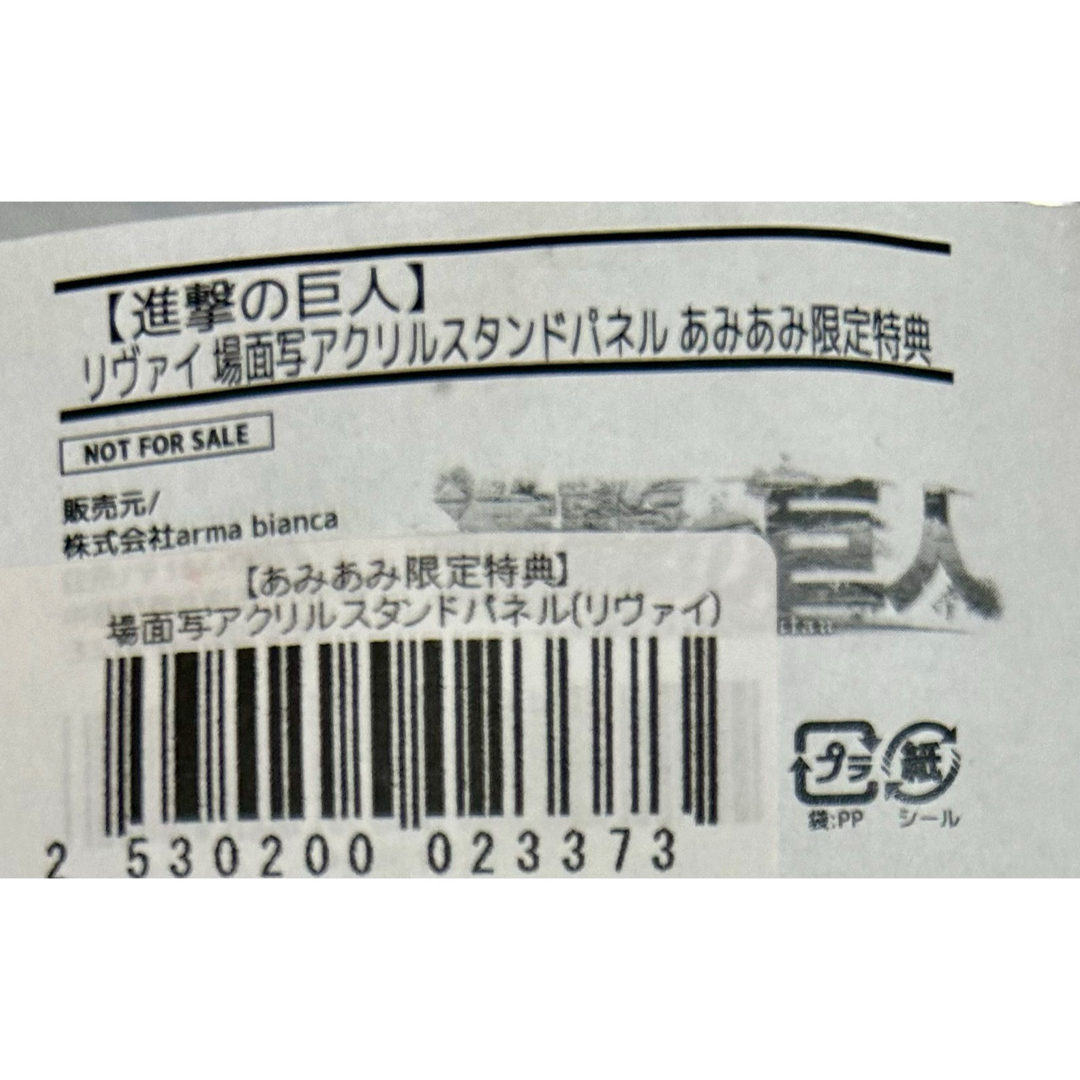 【進撃の巨人】
リヴァイ 場面写アクリルスタンドパネル あみあみ限定特典
NOT FOR SALE
販売元/
株式会社arma bianca
巨人
【あみあみ限定特典】
場面写アクリルスタンドパネル(リヴァイ)
2 530200 023373
プラ 紙
袋:PP シール